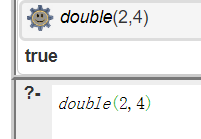 double(2,4)
true
?- double(2, 4)